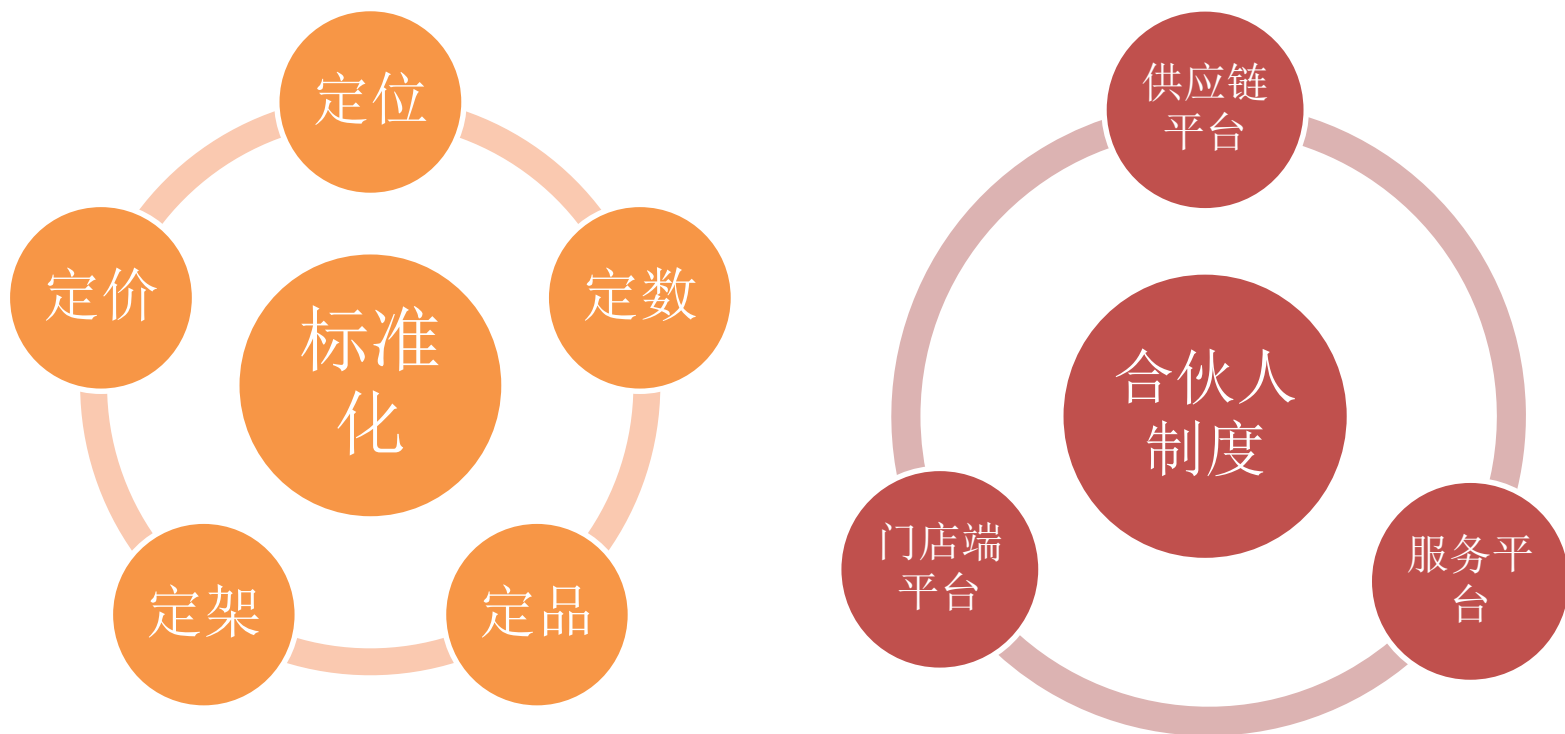 定位
定数
定品
定架
定价
标准
化
供应链
平台
服务平
台
门店端
平台
合伙人
制度